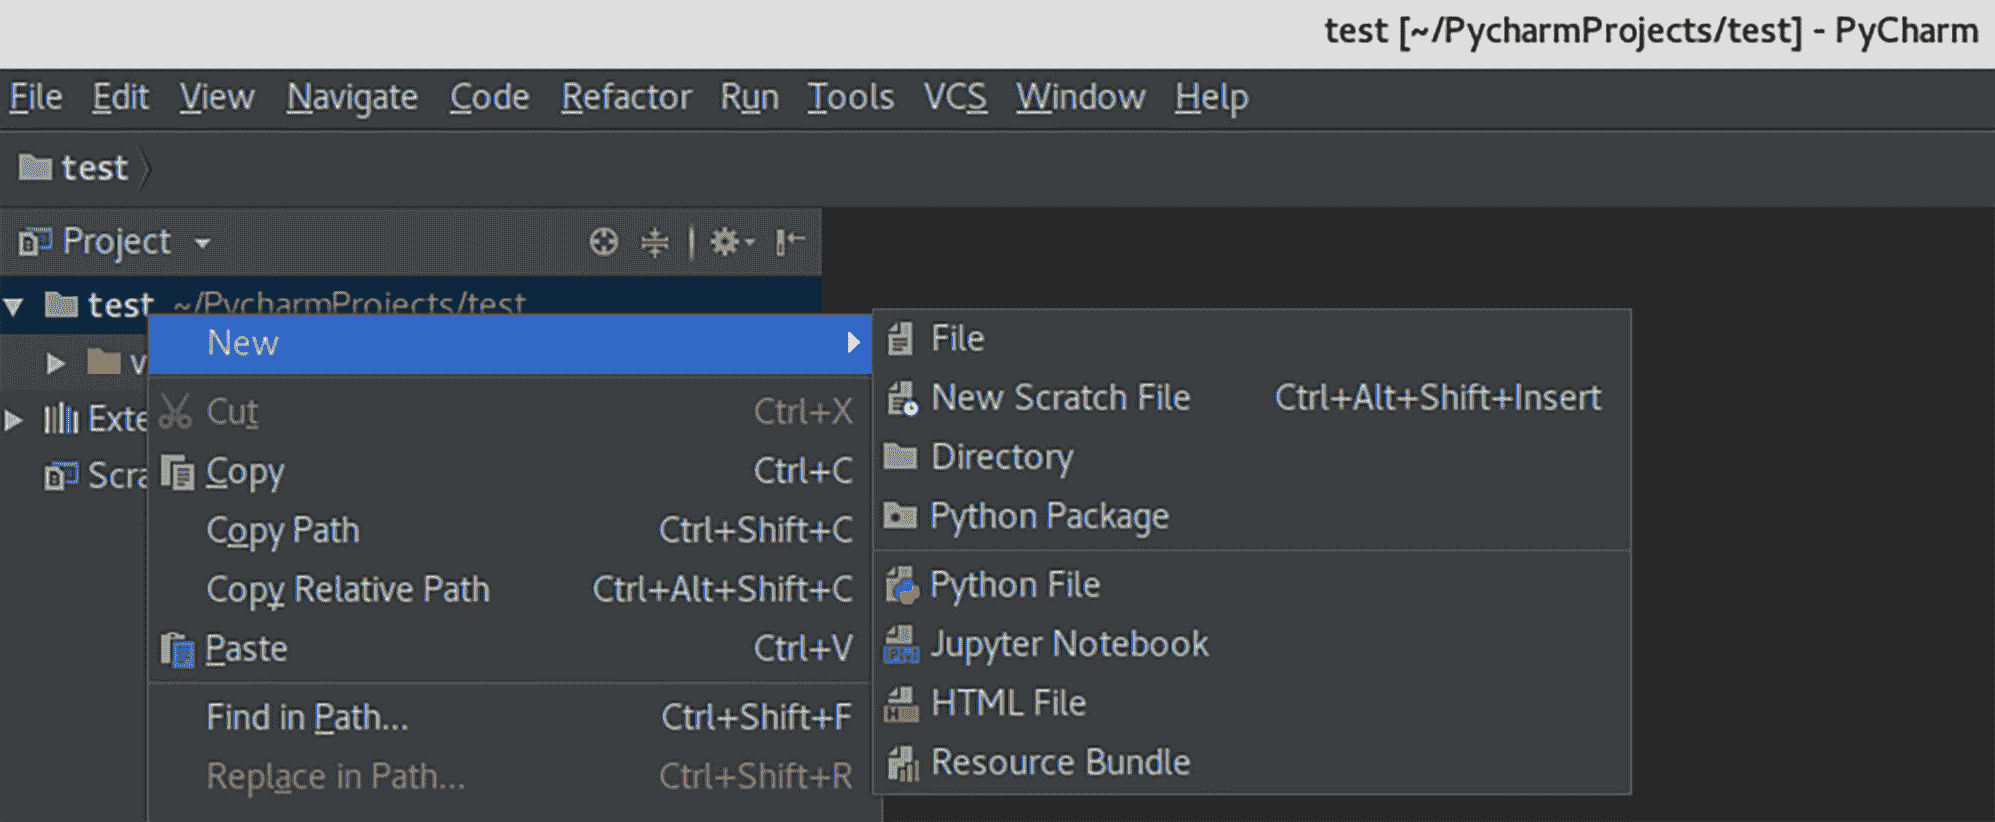 test [~/PycharmProjects/test] - PyCharm
File Edit View Navigate Code Refactor Run Tools VCS Window Help
test
Project
test ~/PycharmProjects/test
v
Exte
Scra
New
Cut Ctrl+X
Copy Ctrl+C
Copy Path Ctrl+Shift+C
Copy Relative Path Ctrl+Alt+Shift+C
Paste Ctrl+V
Find in Path... Ctrl+Shift+F
Replace in Path... Ctrl+Shift+R
File
New Scratch File Ctrl+Alt+Shift+Insert
Directory
Python Package
Python File
Jupyter Notebook
HTML File
Resource Bundle